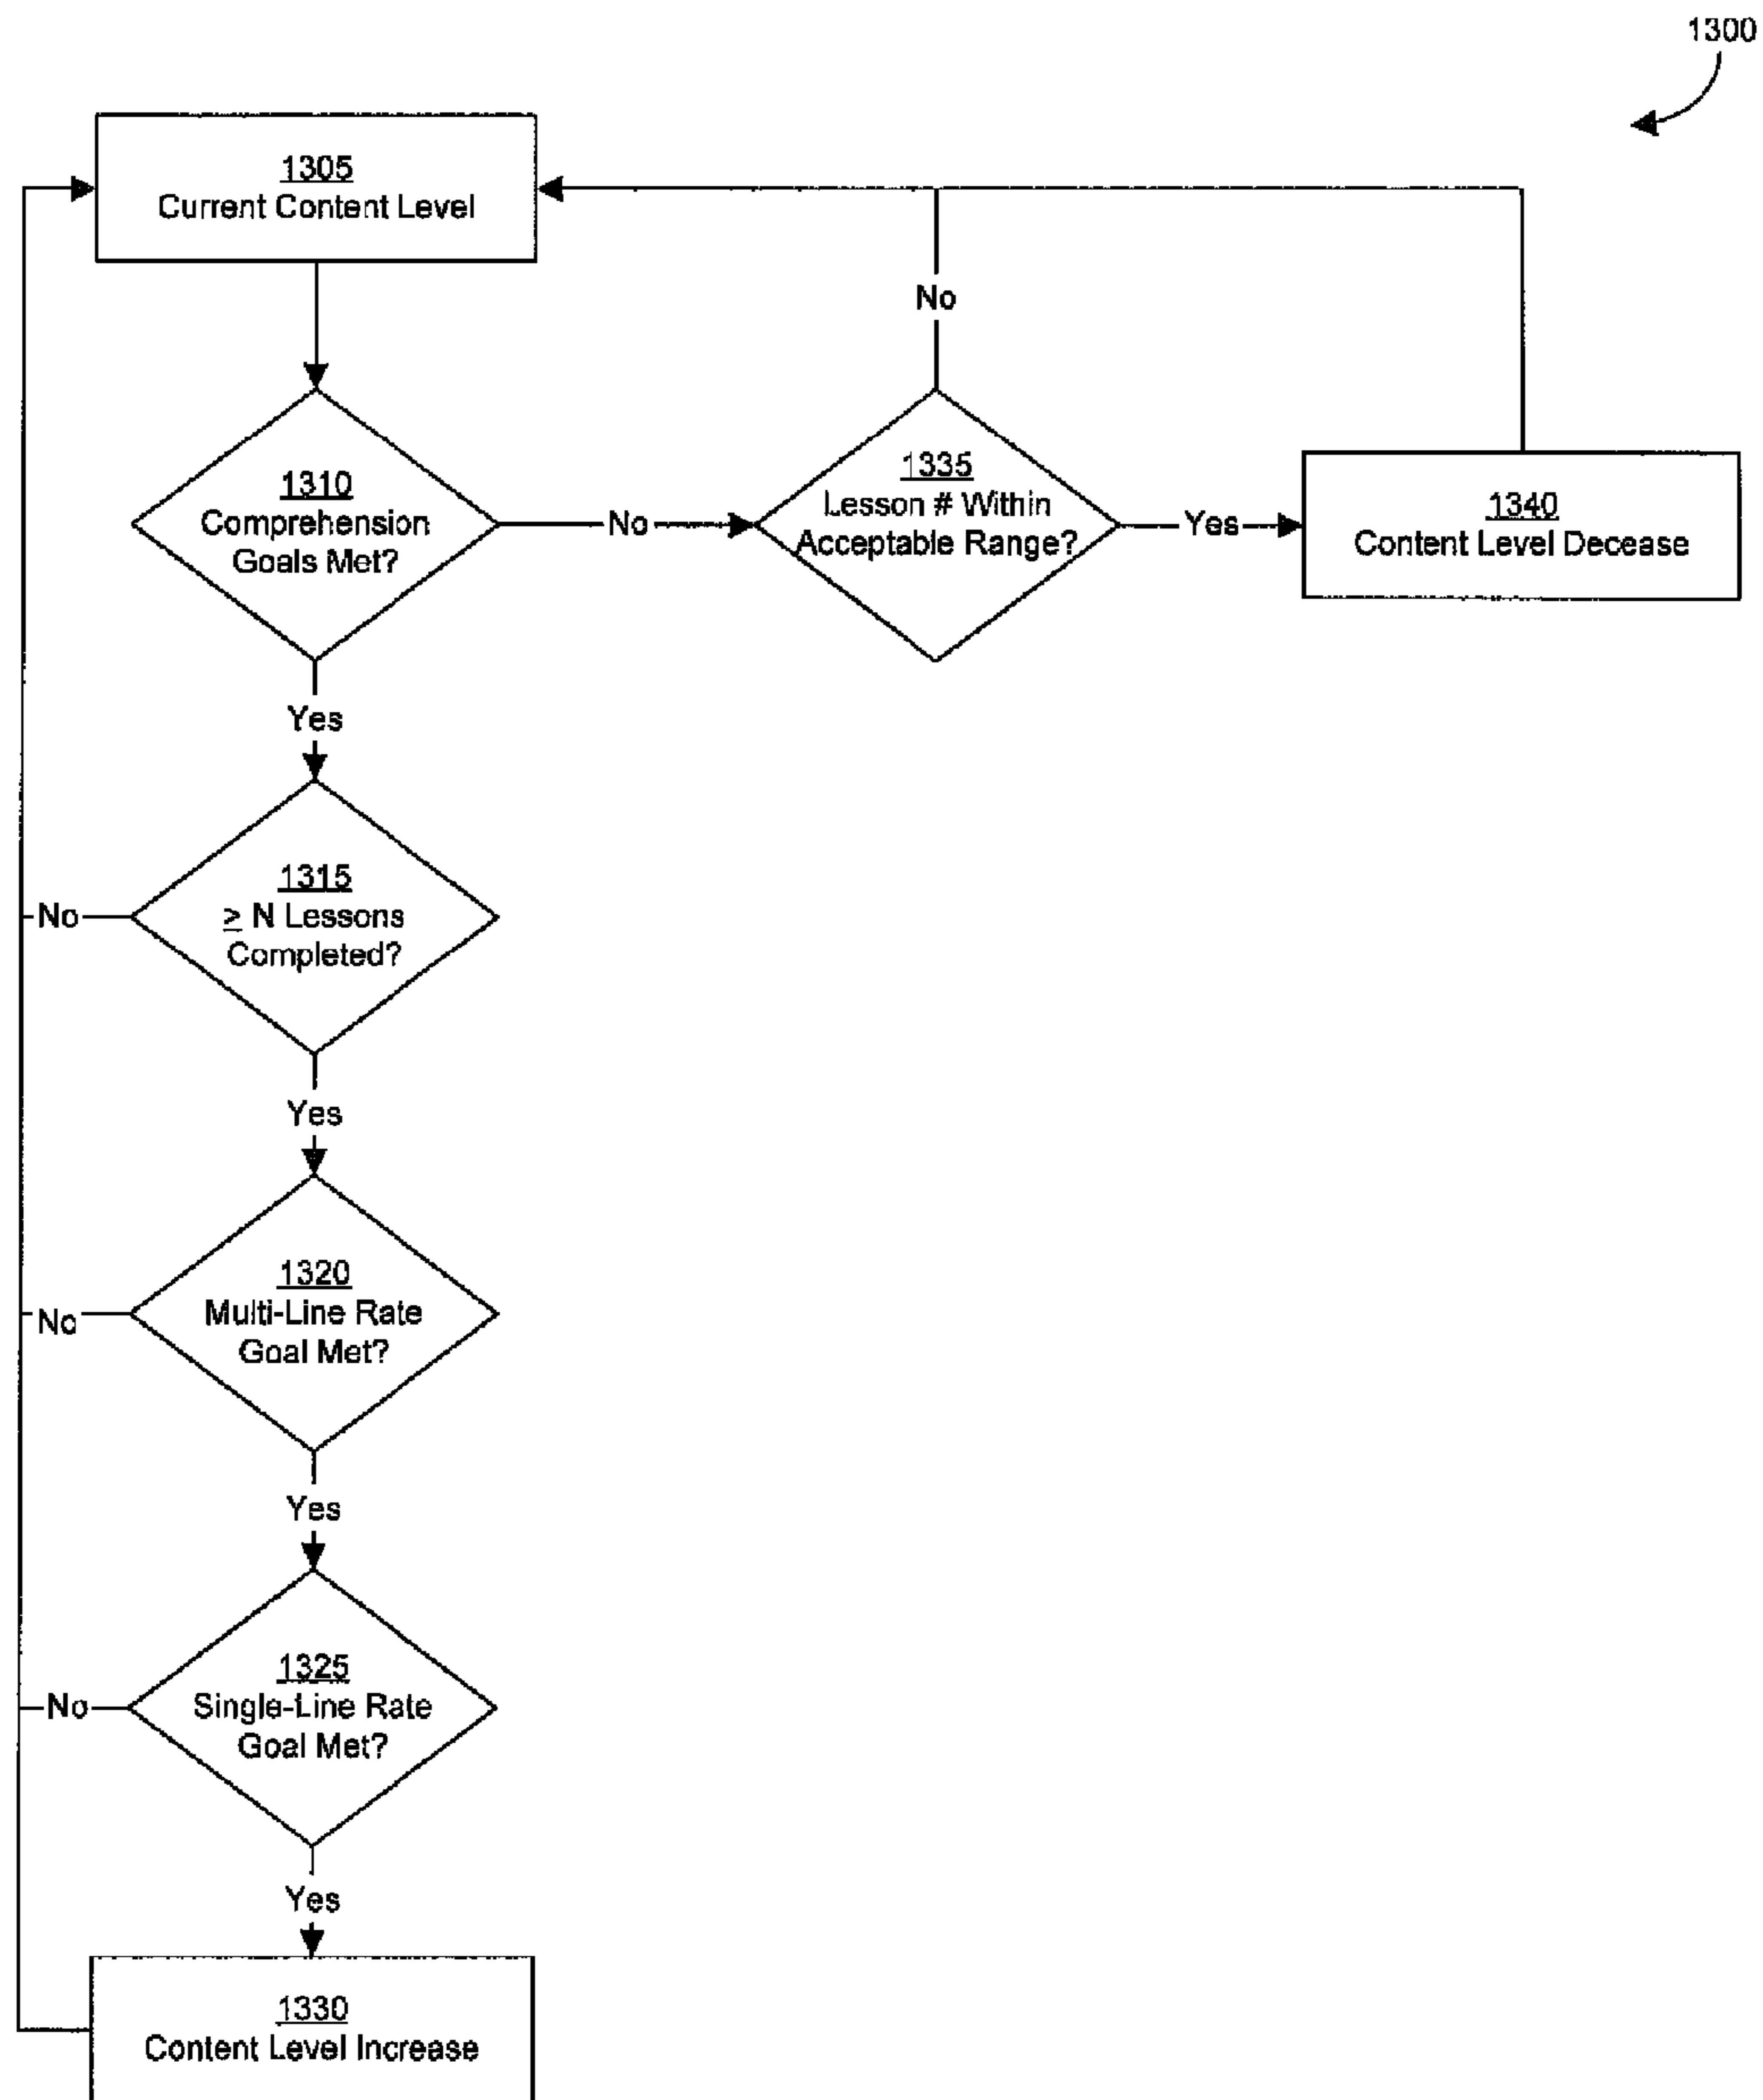 1300
1305
Current Content Level
No
1310
Comprehension
Goals Met?
No
1335
Lesson # Within
Acceptable Range?
Yes
1340
Content Level Decease
Yes
1315
≥ N Lessons
Completed?
No
Yes
1320
Multi-Line Rate
Goal Met?
No
Yes
1325
Single-Line Rate
Goal Met?
No
Yes
1330
Content Level Increase